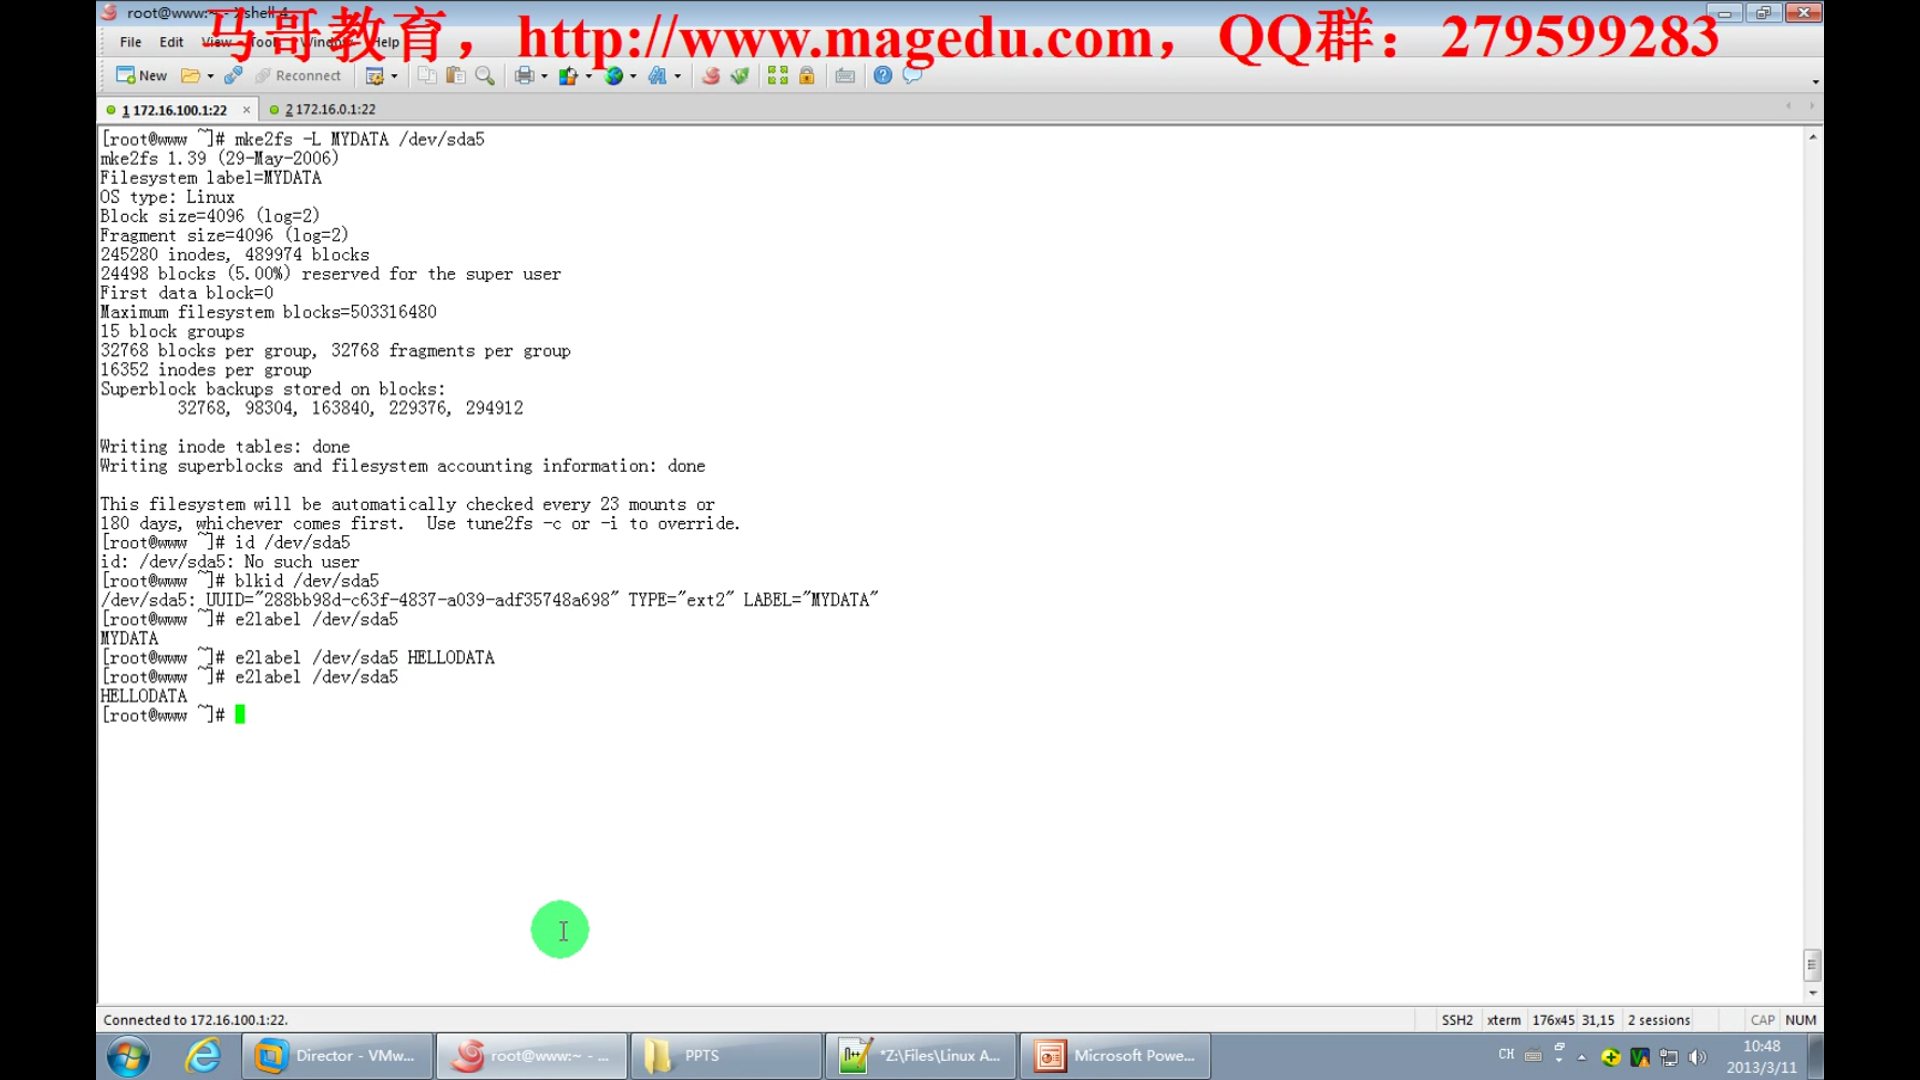 root@www:~ - Xshell 4
马哥教育，http://www.magedu.com，QQ群：279599283
File Edit View Tools Window Help
New Reconnect
1 172.16.100.1:22 2 172.16.0.1:22
[root@www ~]# mke2fs -L MYDATA /dev/sda5
mke2fs 1.39 (29-May-2006)
Filesystem label=MYDATA
OS type: Linux
Block size=4096 (log=2)
Fragment size=4096 (log=2)
245280 inodes, 489974 blocks
24498 blocks (5.00%) reserved for the super user
First data block=0
Maximum filesystem blocks=503316480
15 block groups
32768 blocks per group, 32768 fragments per group
16352 inodes per group
Superblock backups stored on blocks:
32768, 98304, 163840, 229376, 294912
Writing inode tables: done
Writing superblocks and filesystem accounting information: done
This filesystem will be automatically checked every 23 mounts or
180 days, whichever comes first.  Use tune2fs -c or -i to override.
[root@www ~]# id /dev/sda5
id: /dev/sda5: No such user
[root@www ~]# blkid /dev/sda5
/dev/sda5: UUID="288bb98d-c63f-4837-a039-adf35748a698" TYPE="ext2" LABEL="MYDATA"
[root@www ~]# e2label /dev/sda5
MYDATA
[root@www ~]# e2label /dev/sda5 HELLODATA
[root@www ~]# e2label /dev/sda5
HELLODATA
[root@www ~]#
Connected to 172.16.100.1:22. SSH2 xterm 176x45 31,15 2 sessions CAP NUM
Director - VMw... root@www:~ - ... PPTS *Z:\Files\Linux A... Microsoft Powe... CH 10:48
2013/3/11